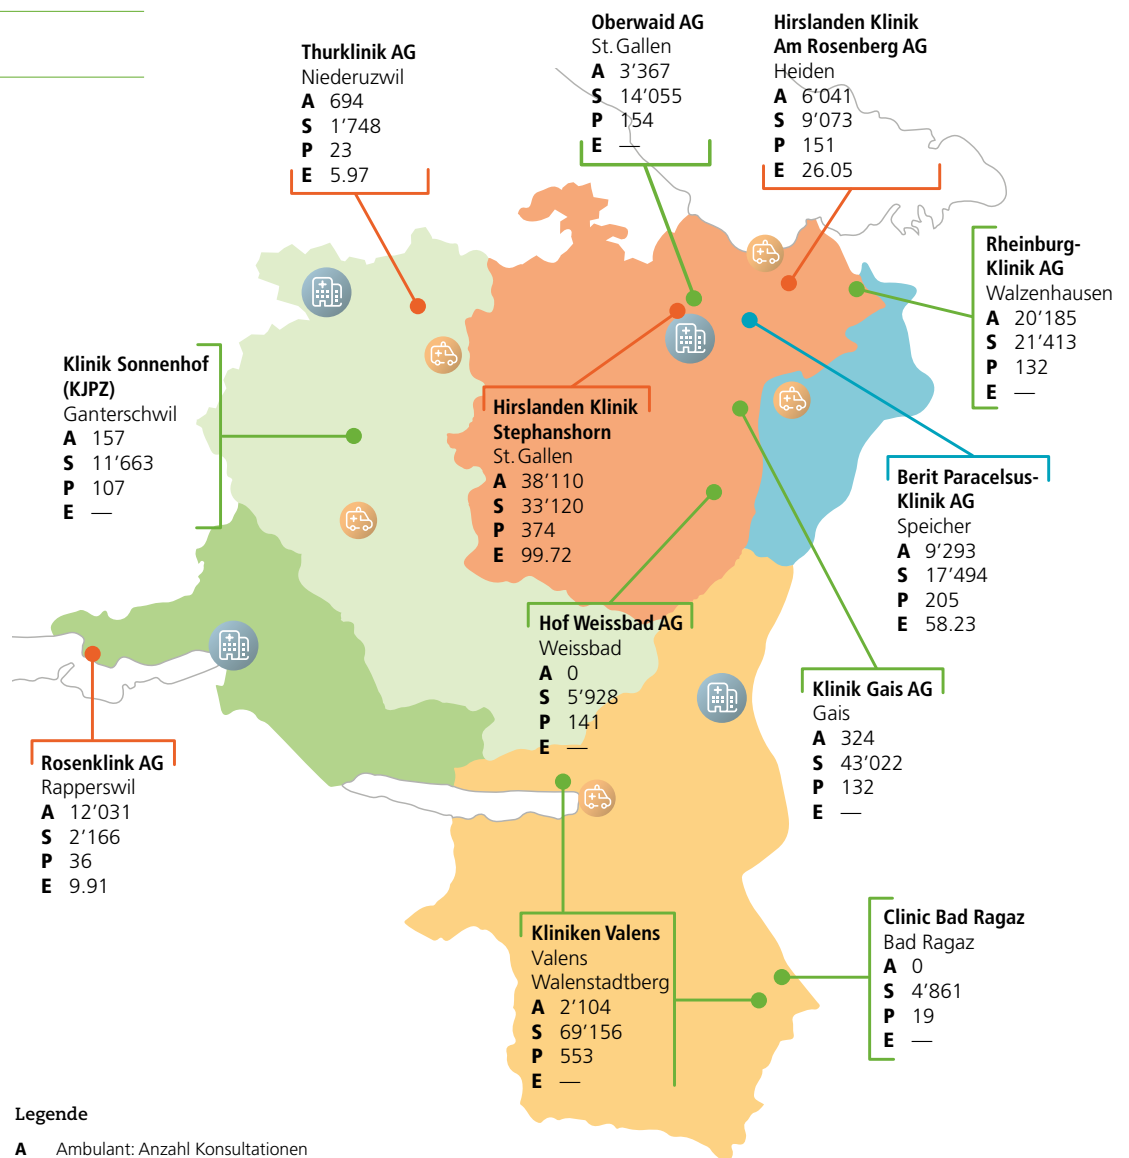 Thurklinik AG
Niederuzwil
A 694
S 1’748
P 23
E 5.97
Oberwaid AG
St. Gallen
A 3’367
S 14’055
P 154
E —
Hirslanden Klinik
Am Rosenberg AG
Heiden
A 6‘041
S 9’073
P 151
E 26.05
Rheinburg-
Klinik AG
Walzenhausen
A 20’185
S 21’413
P 132
E —
Klinik Sonnenhof
(KJPZ)
Ganterschwil
A 157
S 11’663
P 107
E —
Hirslanden Klinik
Stephanshorn
St. Gallen
A 38’110
S 33’120
P 374
E 99.72
Berit Paracelsus-
Klinik AG
Speicher
A 9’293
S 17’494
P 205
E 58.23
Hof Weissbad AG
Weissbad
A 0
S 5’928
P 141
E —
Klinik Gais AG
Gais
A 324
S 43’022
P 132
E —
Rosenklink AG
Rapperswil
A 12’031
S 2’166
P 36
E 9.91
Kliniken Valens
Valens
Walenstadtberg
A 2’104
S 69’156
P 553
E —
Clinic Bad Ragaz
Bad Ragaz
A 0
S 4’861
P 19
E —
Legende
A Ambulant: Anzahl Konsultationen